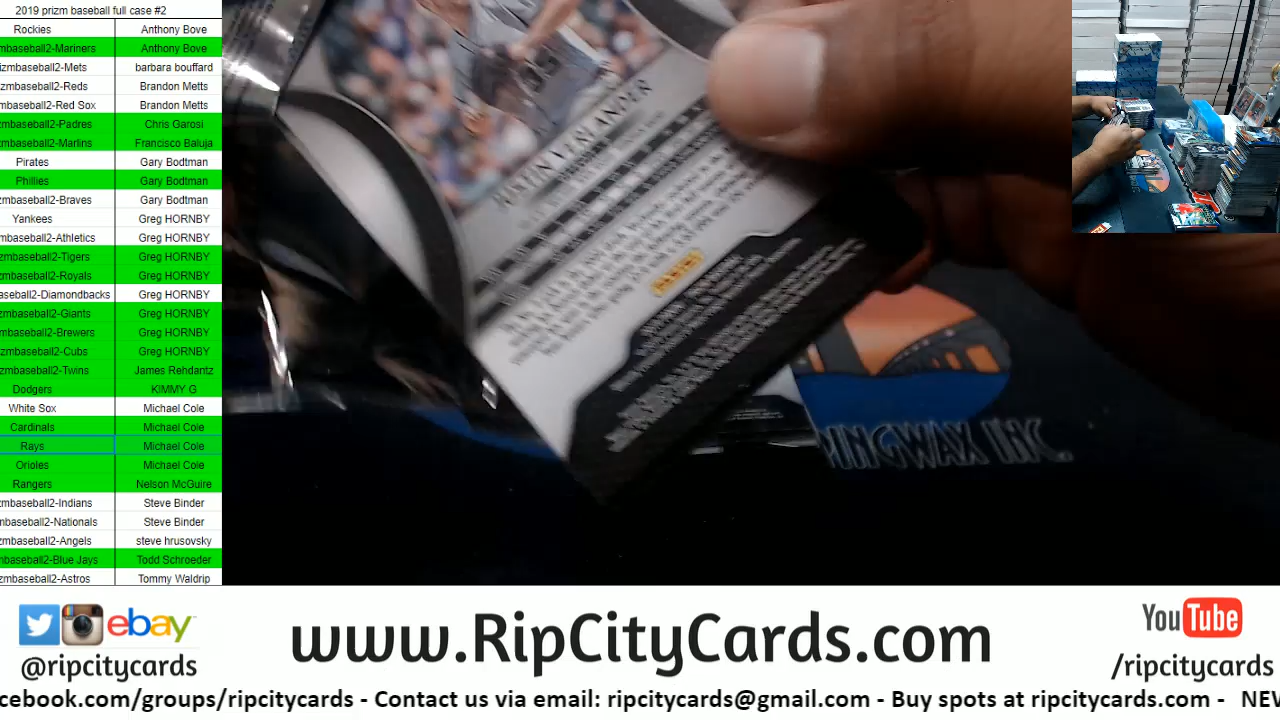 2019 prizm baseball full case #2
Rockies Anthony Bove
mbaseball2-Mariners Anthony Bove
izmbaseball2-Mets barbara bouffard
zmbaseball2-Reds Brandon Metts
mbaseball2-Red Sox Brandon Metts
zmbaseball2-Padres Chris Garosi
zmbaseball2-Marlins Francisco Baluja
Pirates Gary Bodtman
Phillies Gary Bodtman
zmbaseball2-Braves Gary Bodtman
Yankees Greg HORNBY
mbaseball2-Athletics Greg HORNBY
zmbaseball2-Tigers Greg HORNBY
zmbaseball2-Royals Greg HORNBY
aseball2-Diamondbacks Greg HORNBY
zmbaseball2-Giants Greg HORNBY
mbaseball2-Brewers Greg HORNBY
zmbaseball2-Cubs Greg HORNBY
zmbaseball2-Twins James Rehdantz
Dodgers KIMMY G
White Sox Michael Cole
Cardinals Michael Cole
Rays Michael Cole
Orioles Michael Cole
Rangers Nelson McGuire
zmbaseball2-Indians Steve Binder
mbaseball2-Nationals Steve Binder
zmbaseball2-Angels steve hrusovsky
mbaseball2-Blue Jays Todd Schroeder
zmbaseball2-Astros Tommy Waldrip
JUSTIN VERLANDER
PANINI
PINGWAX INC.
ebay
@ripcitycards
www.RipCityCards.com
YouTube
/ripcitycards
cebook.com/groups/ripcitycards - Contact us via email: ripcitycards@gmail.com - Buy spots at ripcitycards.com - NEV